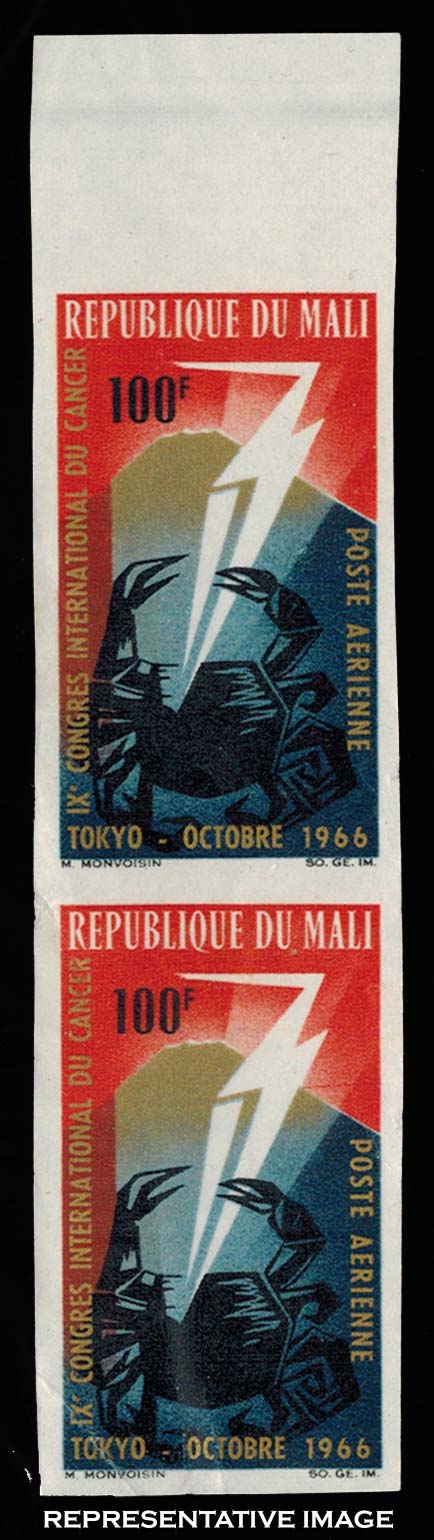 REPUBLIQUE DU MALI
100F
IXe CONGRES INTERNATIONAL DU CANCER
POSTE AERIENNE
TOKYO - OCTOBRE 1966
M. MONVOISIN
SO. GE. IM.
REPUBLIQUE DU MALI
100F
IXe CONGRES INTERNATIONAL DU CANCER
POSTE AERIENNE
TOKYO - OCTOBRE 1966
M. MONVOISIN
SO. GE. IM.
REPRESENTATIVE IMAGE